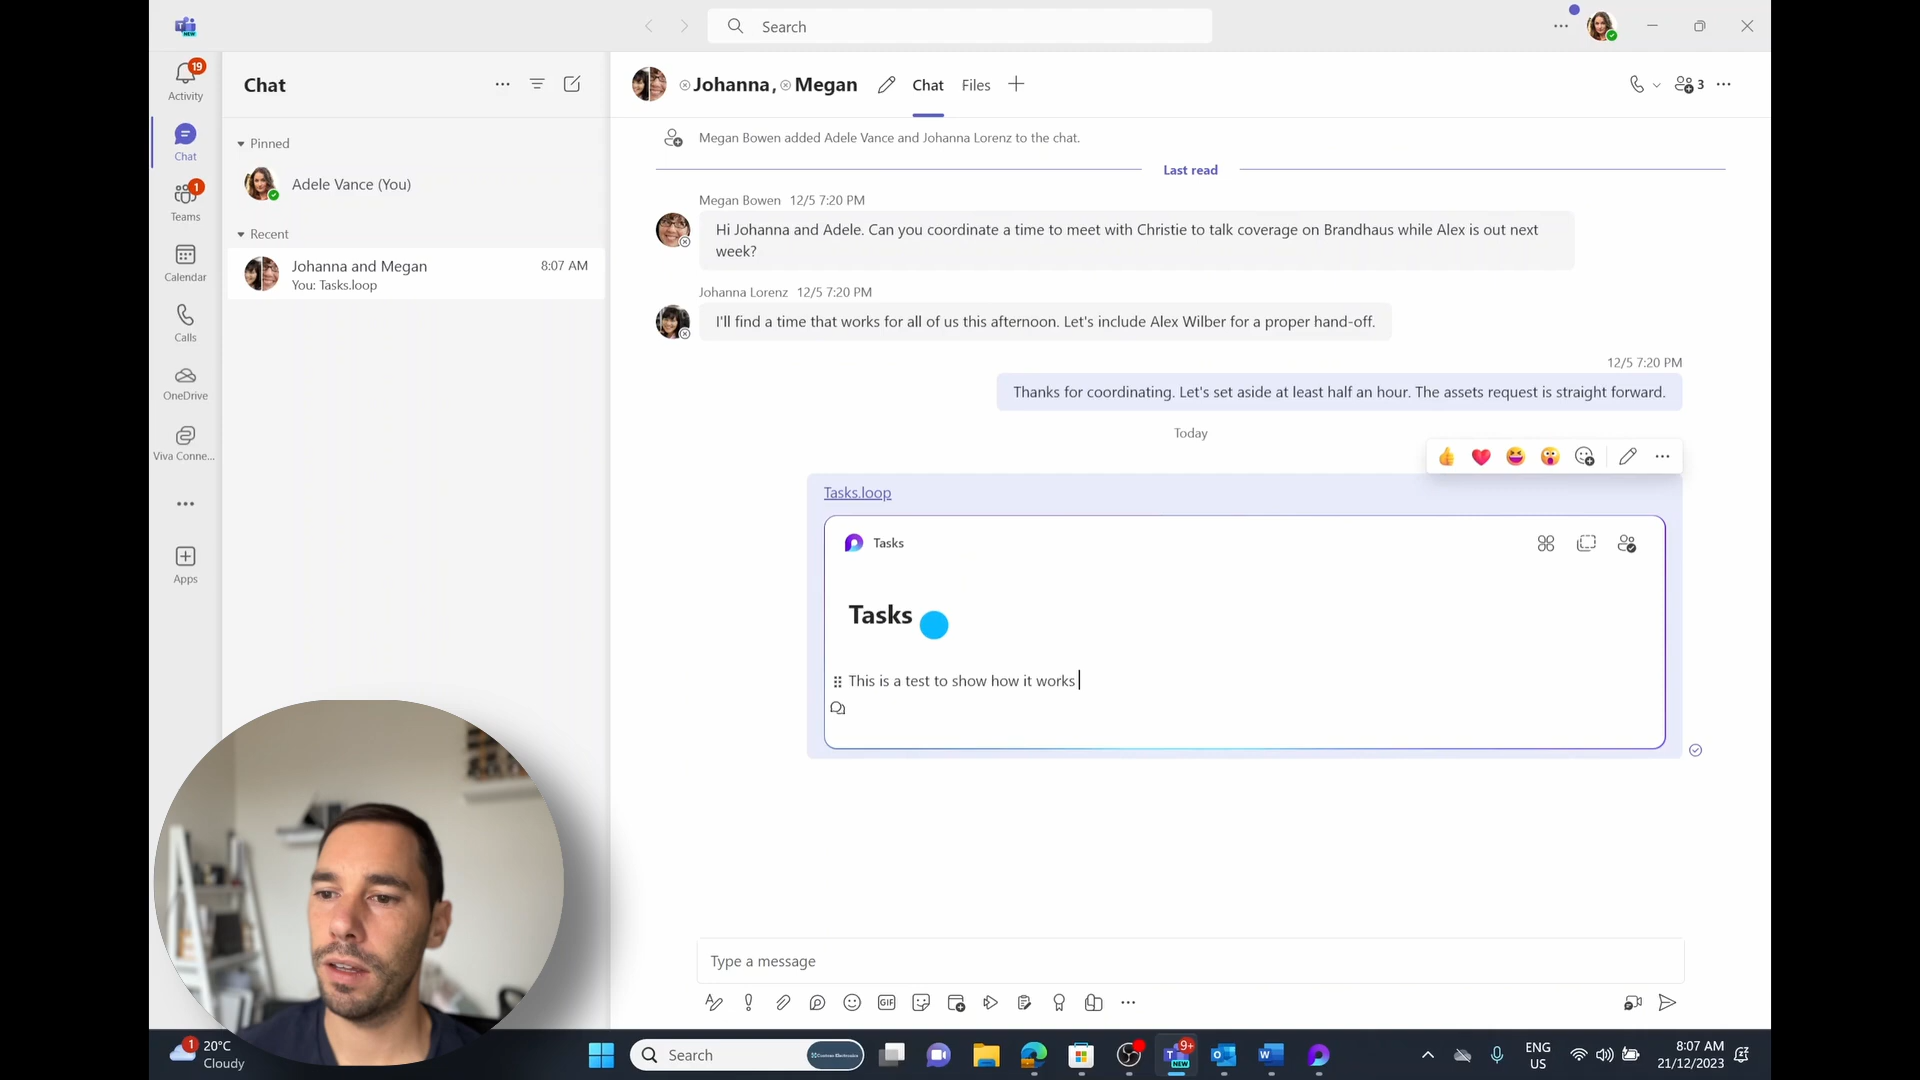 Search
19
Activity
Chat
1
Teams
Calendar
Calls
OneDrive
Viva Conne...
Apps
Chat
Pinned
Adele Vance (You)
Recent
Johanna and Megan
8:07 AM
You: Tasks.loop
Johanna, Megan
Chat
Files
3
Megan Bowen added Adele Vance and Johanna Lorenz to the chat.
Last read
Megan Bowen 12/5 7:20 PM
Hi Johanna and Adele. Can you coordinate a time to meet with Christie to talk coverage on Brandhaus while Alex is out next
week?
Johanna Lorenz 12/5 7:20 PM
I'll find a time that works for all of us this afternoon. Let's include Alex Wilber for a proper hand-off.
12/5 7:20 PM
Thanks for coordinating. Let's set aside at least half an hour. The assets request is straight forward.
Today
Tasks.loop
Tasks
Tasks
This is a test to show how it works
Type a message
GIF
1
20°C
Cloudy
Search
9+
ENG
US
8:07 AM
21/12/2023